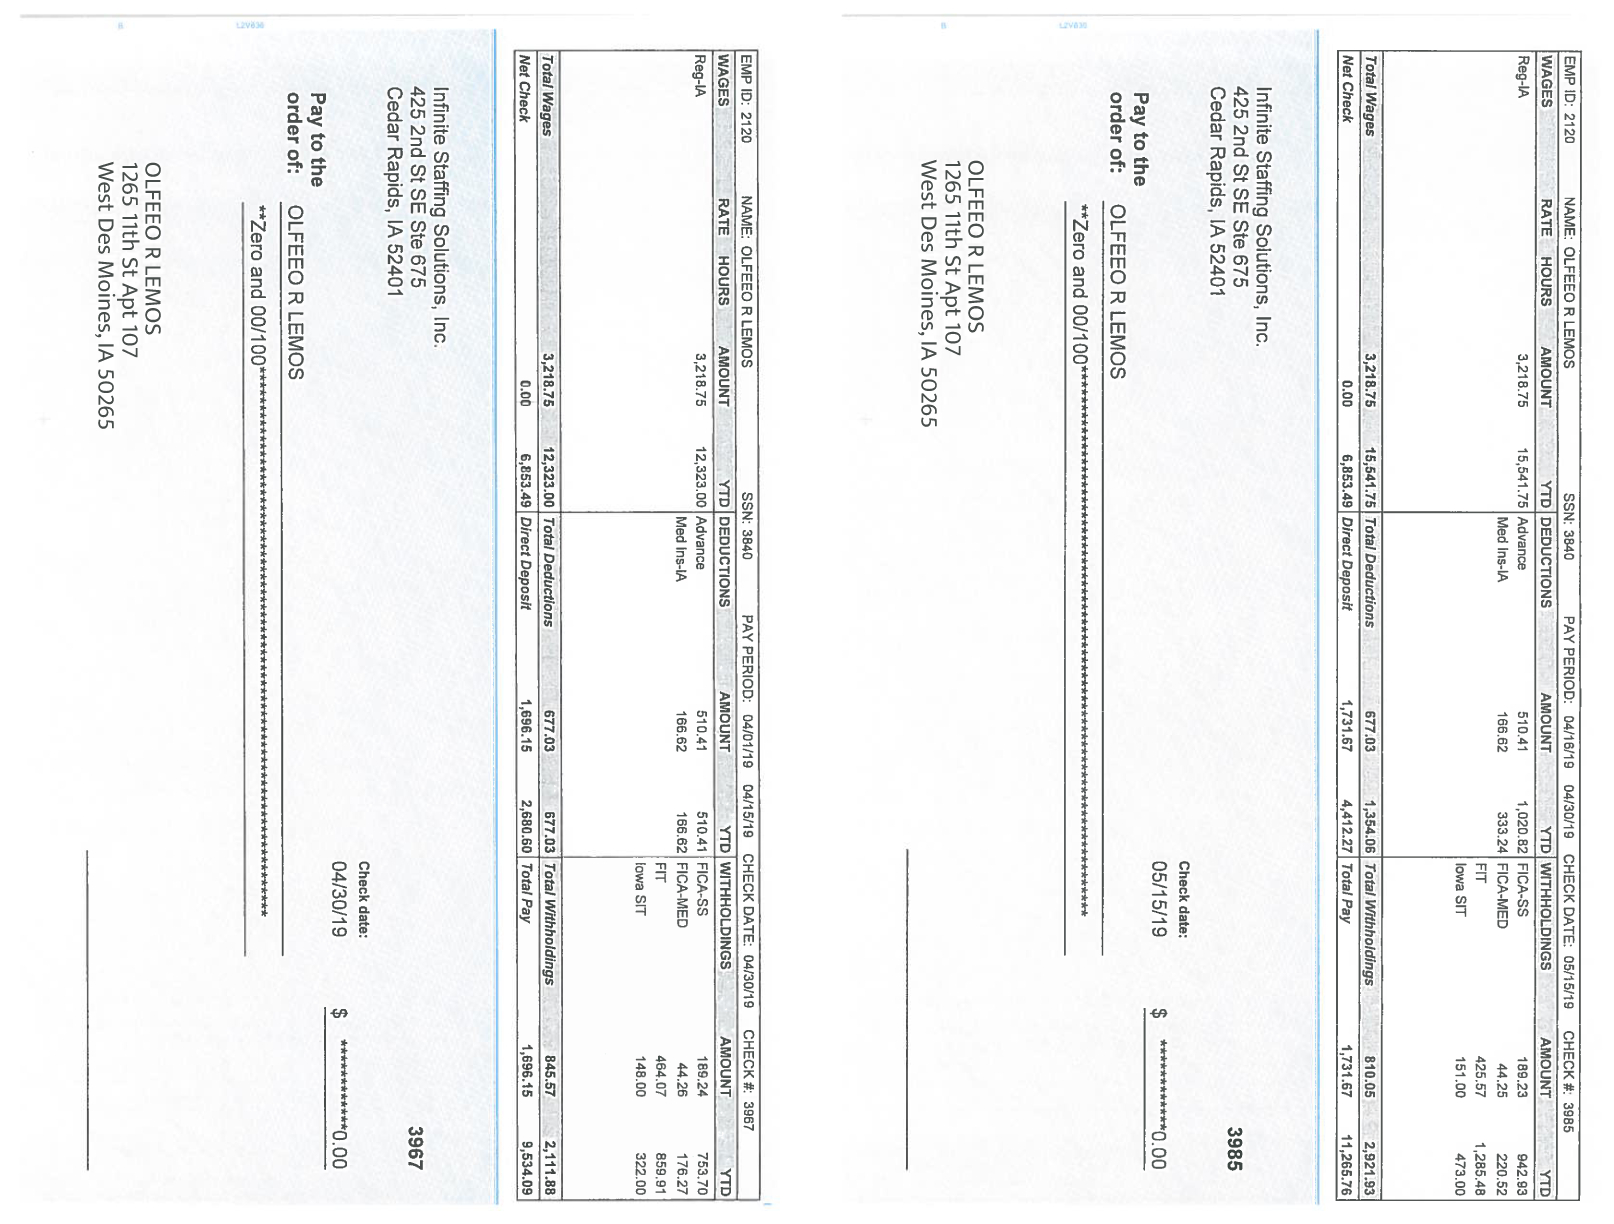 EMP ID: 2120 NAME: OLFEEO R LEMOS SSN: 3840 PAY PERIOD: 04/16/19 04/30/19 CHECK DATE: 05/15/19 CHECK #: 3985
WAGES RATE HOURS AMOUNT YTD DEDUCTIONS AMOUNT YTD WITHHOLDINGS AMOUNT YTD
Reg-IA 3,218.75 15,541.75 Advance 510.41 1,020.82 FICA-SS 189.23 942.93
Med Ins-IA 166.62 333.24 FICA-MED 44.25 220.52
FIT 425.57 1,285.48
Iowa SIT 151.00 473.00
Total Wages 3,218.75 15,541.75 Total Deductions 677.03 1,354.06 Total Withholdings 810.05 2,921.93
Net Check 0.00 6,853.49 Direct Deposit 1,731.67 4,412.27 Total Pay 1,731.67 11,265.76
Infinite Staffing Solutions, Inc.
425 2nd St SE Ste 675
Cedar Rapids, IA 52401
3985
Check date:
05/15/19
$ ************0.00
Pay to the
order of:
OLFEEO R LEMOS
**Zero and 00/100**********************************************************************************
OLFEEO R LEMOS
1265 11th St Apt 107
West Des Moines, IA 50265
EMP ID: 2120 NAME: OLFEEO R LEMOS SSN: 3840 PAY PERIOD: 04/01/19 04/15/19 CHECK DATE: 04/30/19 CHECK #: 3967
WAGES RATE HOURS AMOUNT YTD DEDUCTIONS AMOUNT YTD WITHHOLDINGS AMOUNT YTD
Reg-IA 3,218.75 12,323.00 Advance 510.41 510.41 FICA-SS 189.24 753.70
Med Ins-IA 166.62 166.62 FICA-MED 44.26 176.27
FIT 464.07 859.91
Iowa SIT 148.00 322.00
Total Wages 3,218.75 12,323.00 Total Deductions 677.03 677.03 Total Withholdings 845.57 2,111.88
Net Check 0.00 6,853.49 Direct Deposit 1,696.15 2,680.60 Total Pay 1,696.15 9,534.09
Infinite Staffing Solutions, Inc.
425 2nd St SE Ste 675
Cedar Rapids, IA 52401
3967
Check date:
04/30/19
$ ************0.00
Pay to the
order of:
OLFEEO R LEMOS
**Zero and 00/100**********************************************************************************
OLFEEO R LEMOS
1265 11th St Apt 107
West Des Moines, IA 50265